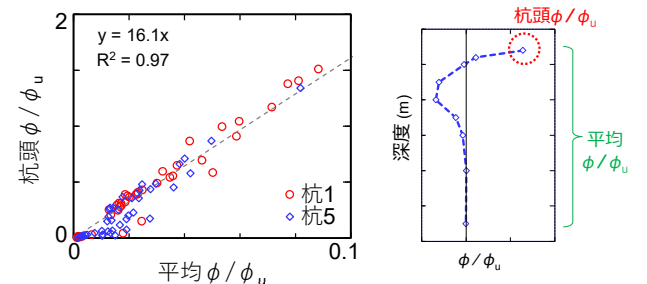 2
y = 16.1x
R² = 0.97
杭頭 ϕ / ϕu
1
杭1
杭5
0
0
0.1
平均 ϕ / ϕu
杭頭ϕ/ϕu
深度 (m)
平均
ϕ/ϕu
ϕ/ϕu